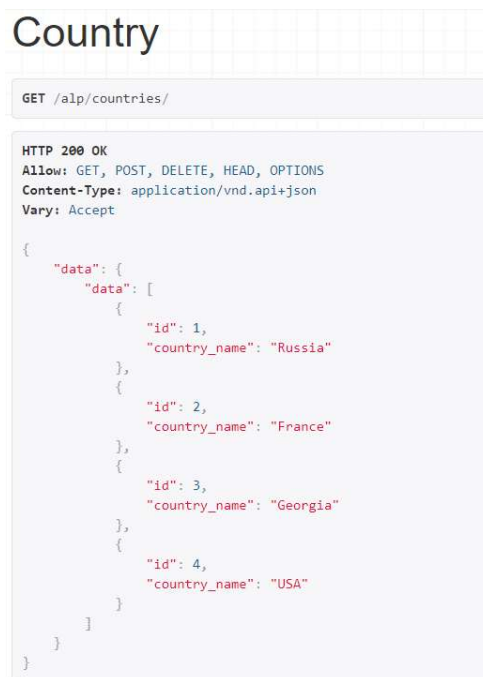 Country
GET /alp/countries/
HTTP 200 OK
Allow: GET, POST, DELETE, HEAD, OPTIONS
Content-Type: application/vnd.api+json
Vary: Accept
{
    "data": {
        "data": [
            {
                "id": 1,
                "country_name": "Russia"
            },
            {
                "id": 2,
                "country_name": "France"
            },
            {
                "id": 3,
                "country_name": "Georgia"
            },
            {
                "id": 4,
                "country_name": "USA"
            }
        ]
    }
}